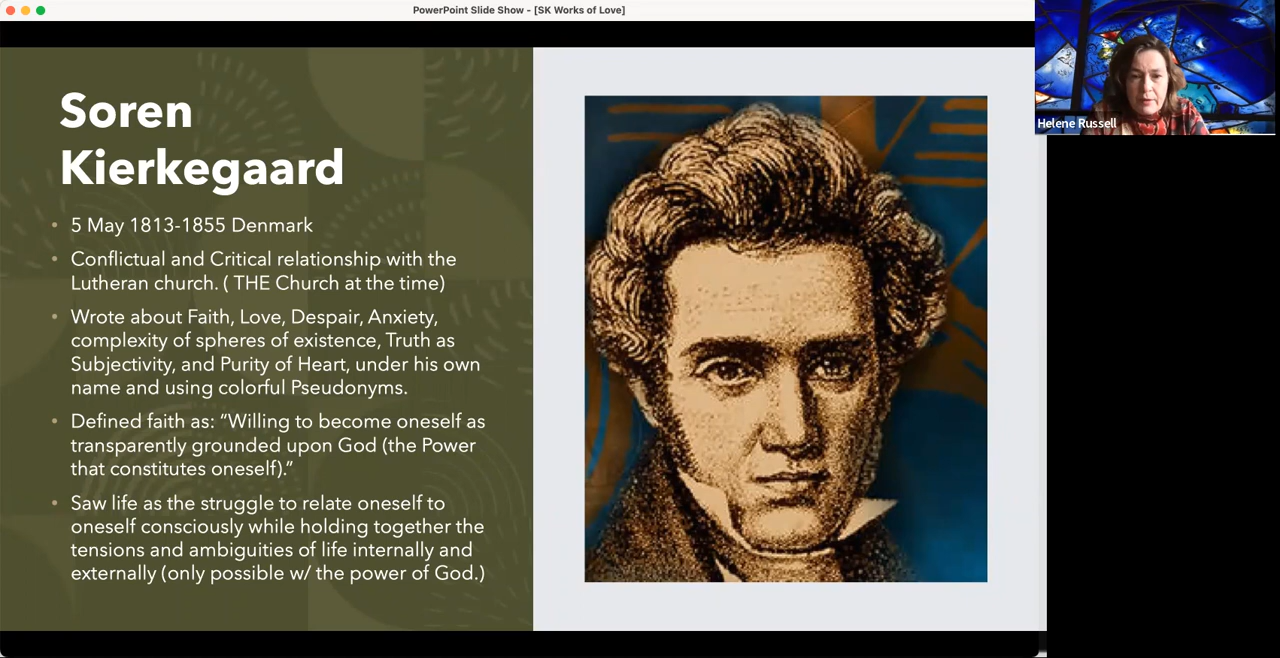 PowerPoint Slide Show - [SK Works of Love]
Soren
Kierkegaard
• 5 May 1813-1855 Denmark
• Conflictual and Critical relationship with the
Lutheran church. ( THE Church at the time)
• Wrote about Faith, Love, Despair, Anxiety,
complexity of spheres of existence, Truth as
Subjectivity, and Purity of Heart, under his own
name and using colorful Pseudonyms.
• Defined faith as: “Willing to become oneself as
transparently grounded upon God (the Power
that constitutes oneself).”
• Saw life as the struggle to relate oneself to
oneself consciously while holding together the
tensions and ambiguities of life internally and
externally (only possible w/ the power of God.)
Helene Russell